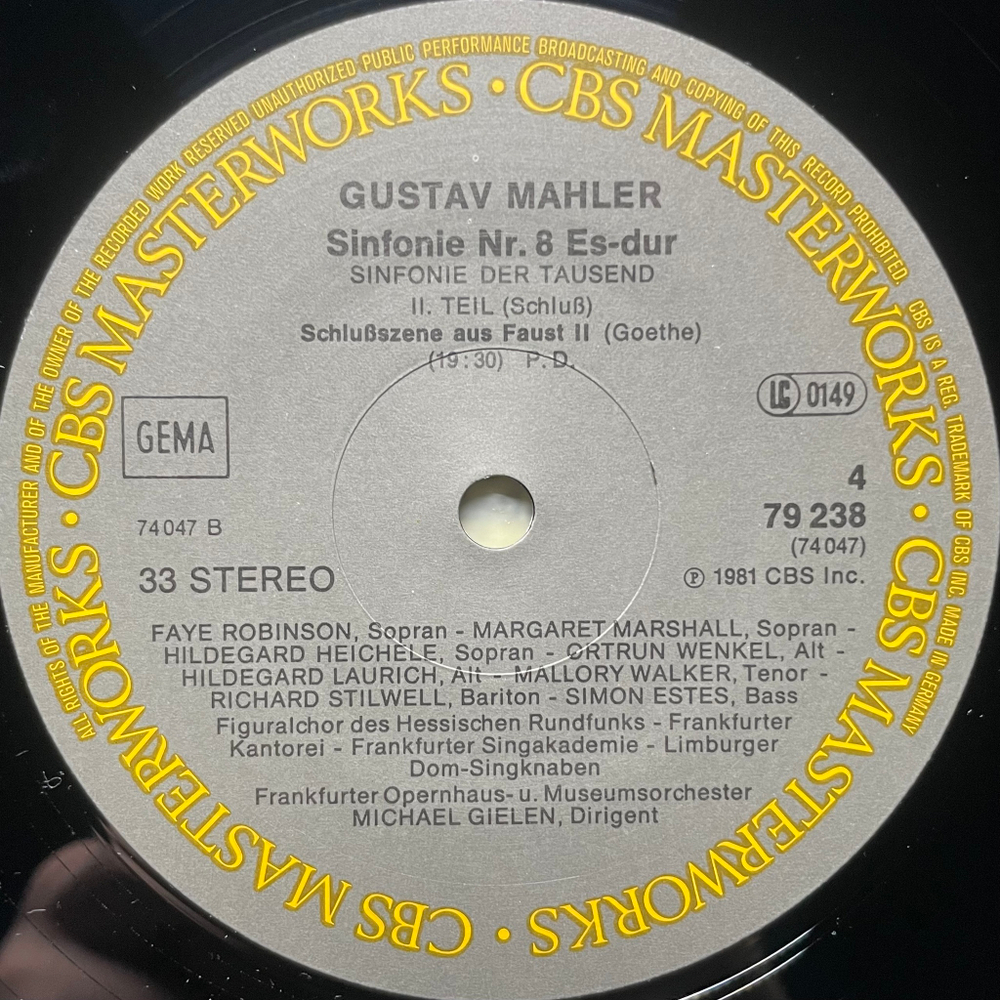 ALL RIGHTS OF THE MANUFACTURER AND OF THE OWNER OF THE RECORDED WORK RESERVED UNAUTHORIZED PUBLIC PERFORMANCE BROADCASTING AND COPYING OF THIS RECORD PROHIBITED. CBS IS A REG. TRADEMARK OF CBS INC. MADE IN GERMANY
CBS MASTERWORKS • CBS MASTERWORKS • CBS MASTERWORKS • CBS MASTERWORKS • CBS MASTERWORKS •
GUSTAV MAHLER
Sinfonie Nr. 8 Es-dur
SINFONIE DER TAUSEND
II. TEIL (Schluß)
Schlußszene aus Faust II (Goethe)
(19:30) P. D.
GEMA
LC 0149
4
79 238
(74047)
74047 B
33 STEREO
℗ 1981 CBS Inc.
FAYE ROBINSON, Sopran - MARGARET MARSHALL, Sopran -
HILDEGARD HEICHELE, Sopran - ORTRUN WENKEL, Alt -
HILDEGARD LAURICH, Alt - MALLORY WALKER, Tenor -
RICHARD STILWELL, Bariton - SIMON ESTES, Bass
Figuralchor des Hessischen Rundfunks - Frankfurter
Kantorei - Frankfurter Singakademie - Limburger
Dom-Singknaben
Frankfurter Opernhaus- u. Museumsorchester
MICHAEL GIELEN, Dirigent